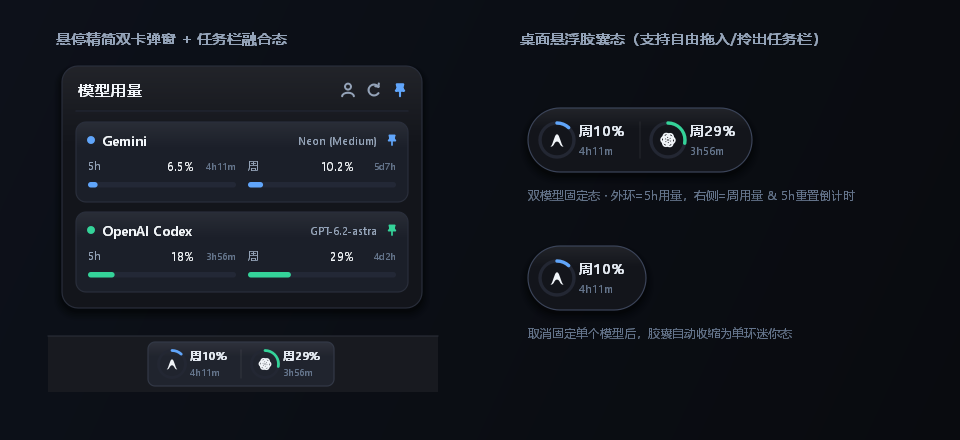 悬停精简双卡弹窗 + 任务栏融合态
模型用量
Gemini Neon (Medium)
5h 6.5% 4h11m 周 10.2% 5d7h
OpenAI Codex GPT-6.2-astra
5h 18% 3h56m 周 29% 4d2h
周10% 周29%
4h11m 3h56m
桌面悬浮胶囊态（支持自由拖入/拎出任务栏）
周10% 周29%
4h11m 3h56m
双模型固定态 · 外环=5h用量，右侧=周用量 & 5h重置倒计时
周10%
4h11m
取消固定单个模型后，胶囊自动收缩为单环迷你态